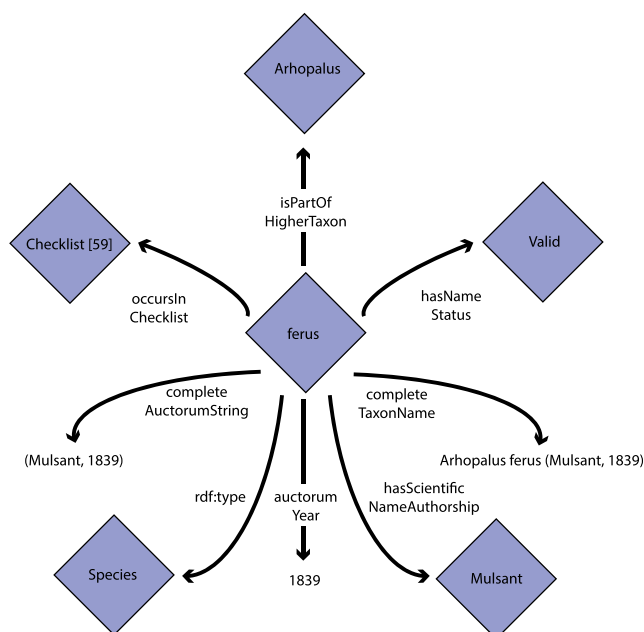 Arhopalus
isPartOf
HigherTaxon
Checklist [59]
Valid
occursIn
Checklist
hasName
Status
ferus
complete
AuctorumString
complete
TaxonName
(Mulsant, 1839)
Arhopalus ferus (Mulsant, 1839)
rdf:type
auctorum
Year
hasScientific
NameAuthorship
Species
1839
Mulsant